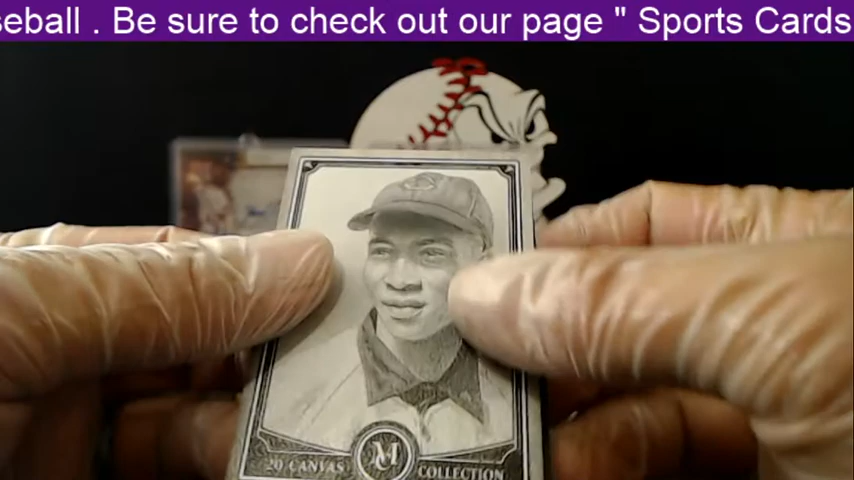 seball . Be sure to check out our page " Sports Cards
20 CANVAS M COLLECTION